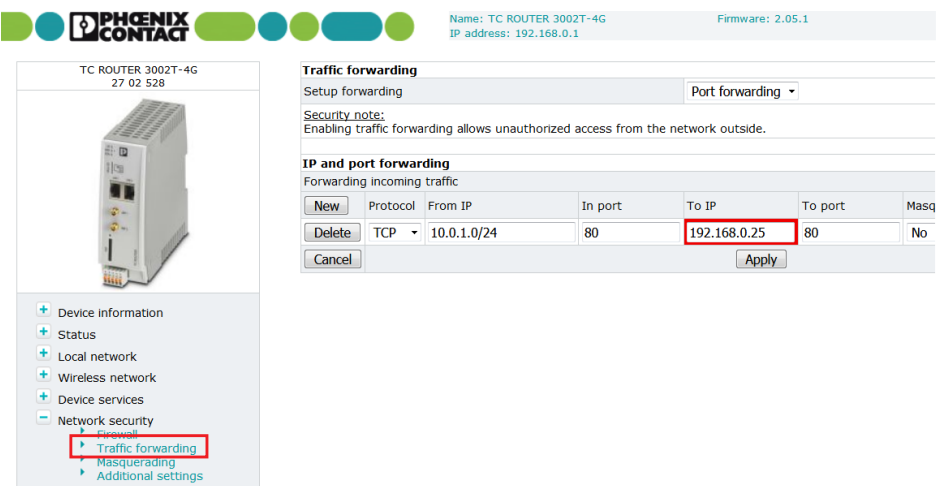 PHŒNIX
CONTACT
Name: TC ROUTER 3002T-4G Firmware: 2.05.1
IP address: 192.168.0.1
TC ROUTER 3002T-4G
27 02 528
Device information
Status
Local network
Wireless network
Device services
Network security
Firewall
Traffic forwarding
Masquerading
Additional settings
Traffic forwarding
Setup forwarding Port forwarding
Security note:
Enabling traffic forwarding allows unauthorized access from the network outside.
IP and port forwarding
Forwarding incoming traffic
New Protocol From IP In port To IP To port Masq
Delete TCP 10.0.1.0/24 80 192.168.0.25 80 No
Cancel Apply